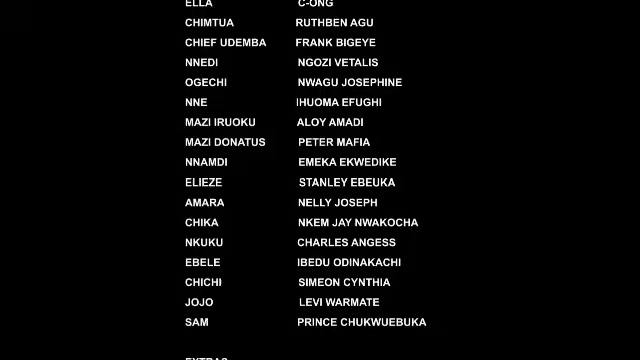 ELLA C-ONG
CHIMTUA RUTHBEN AGU
CHIEF UDEMBA FRANK BIGEYE
NNEDI NGOZI VETALIS
OGECHI NWAGU JOSEPHINE
NNE IHUOMA EFUGHI
MAZI IRUOKU ALOY AMADI
MAZI DONATUS PETER MAFIA
NNAMDI EMEKA EKWEDIKE
ELIEZE STANLEY EBEUKA
AMARA NELLY JOSEPH
CHIKA NKEM JAY NWAKOCHA
NKUKU CHARLES ANGESS
EBELE IBEDU ODINAKACHI
CHICHI SIMEON CYNTHIA
JOJO LEVI WARMATE
SAM PRINCE CHUKWUEBUKA
EXTRAS